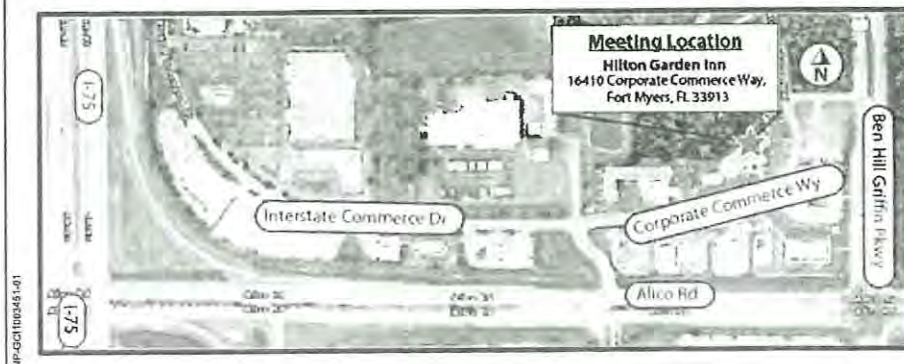 Meeting Location
Hilton Garden Inn
16410 Corporate Commerce Way,
Fort Myers, FL 33913
N
I-75
Ben Hill Griffin Pkwy
Interstate Commerce Dr
Corporate Commerce Wy
Alico Rd
I-75